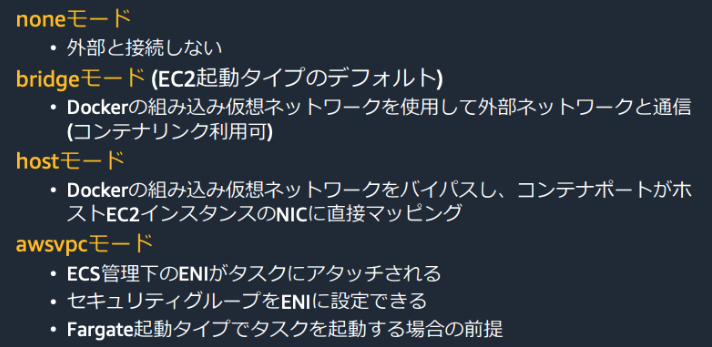 noneモード
• 外部と接続しない
bridgeモード (EC2起動タイプのデフォルト)
• Dockerの組み込み仮想ネットワークを使用して外部ネットワークと通信
(コンテナリンク利用可)
hostモード
• Dockerの組み込み仮想ネットワークをバイパスし、コンテナポートがホ
ストEC2インスタンスのNICに直接マッピング
awsvpcモード
• ECS管理下のENIがタスクにアタッチされる
• セキュリティグループをENIに設定できる
• Fargate起動タイプでタスクを起動する場合の前提